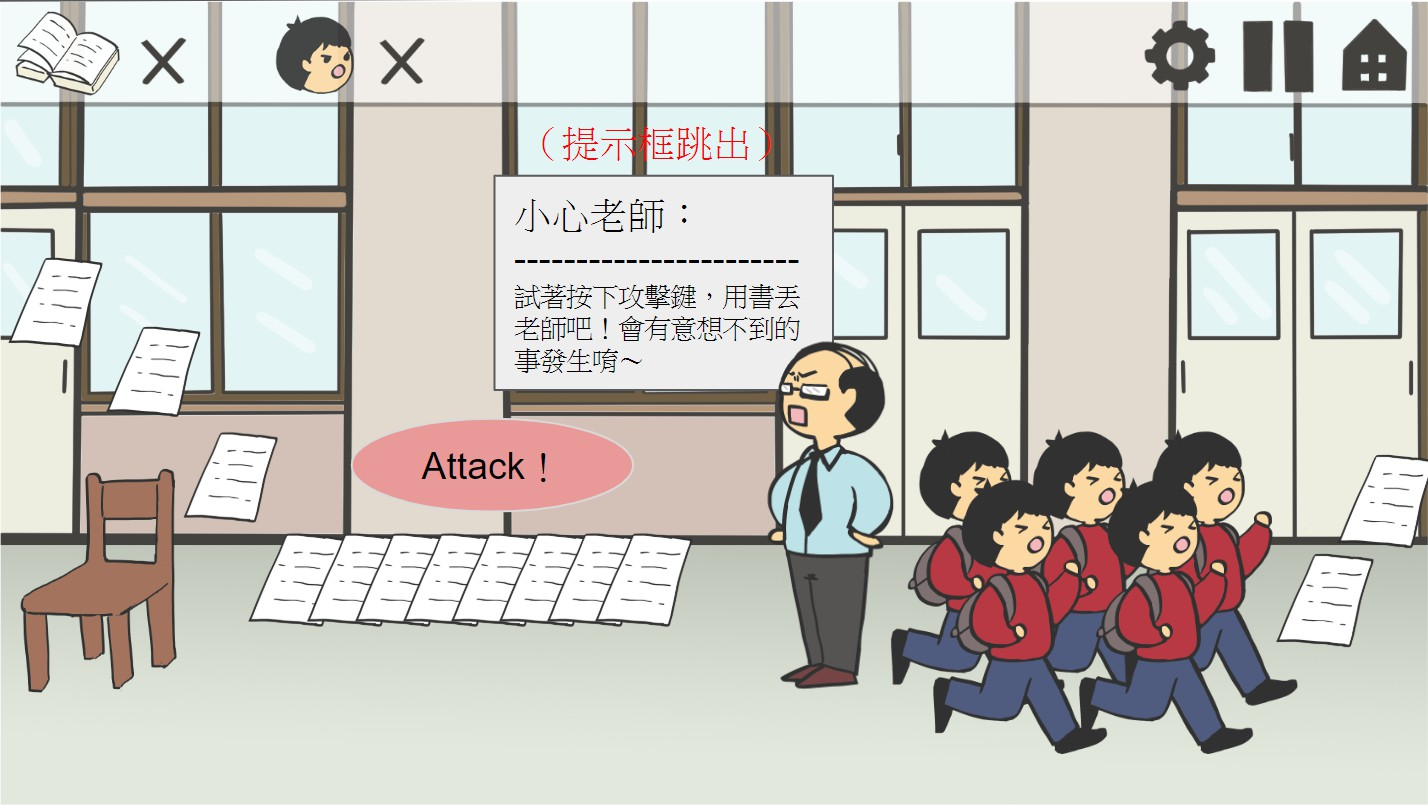 （提示框跳出）
小心老師：
-----------------------
試著按下攻擊鍵，用書丟
老師吧！會有意想不到的
事發生唷～
Attack！